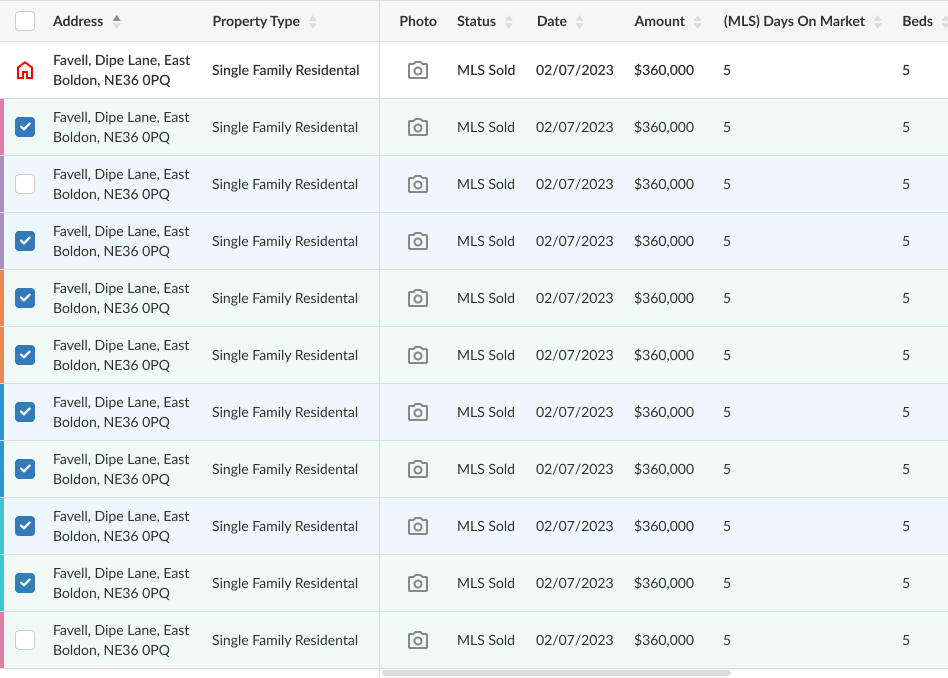 Address Property Type Photo Status Date Amount (MLS) Days On Market Beds
Favell, Dipe Lane, East
Boldon, NE36 0PQ Single Family Residental MLS Sold 02/07/2023 $360,000 5 5
Favell, Dipe Lane, East
Boldon, NE36 0PQ Single Family Residental MLS Sold 02/07/2023 $360,000 5 5
Favell, Dipe Lane, East
Boldon, NE36 0PQ Single Family Residental MLS Sold 02/07/2023 $360,000 5 5
Favell, Dipe Lane, East
Boldon, NE36 0PQ Single Family Residental MLS Sold 02/07/2023 $360,000 5 5
Favell, Dipe Lane, East
Boldon, NE36 0PQ Single Family Residental MLS Sold 02/07/2023 $360,000 5 5
Favell, Dipe Lane, East
Boldon, NE36 0PQ Single Family Residental MLS Sold 02/07/2023 $360,000 5 5
Favell, Dipe Lane, East
Boldon, NE36 0PQ Single Family Residental MLS Sold 02/07/2023 $360,000 5 5
Favell, Dipe Lane, East
Boldon, NE36 0PQ Single Family Residental MLS Sold 02/07/2023 $360,000 5 5
Favell, Dipe Lane, East
Boldon, NE36 0PQ Single Family Residental MLS Sold 02/07/2023 $360,000 5 5
Favell, Dipe Lane, East
Boldon, NE36 0PQ Single Family Residental MLS Sold 02/07/2023 $360,000 5 5
Favell, Dipe Lane, East
Boldon, NE36 0PQ Single Family Residental MLS Sold 02/07/2023 $360,000 5 5